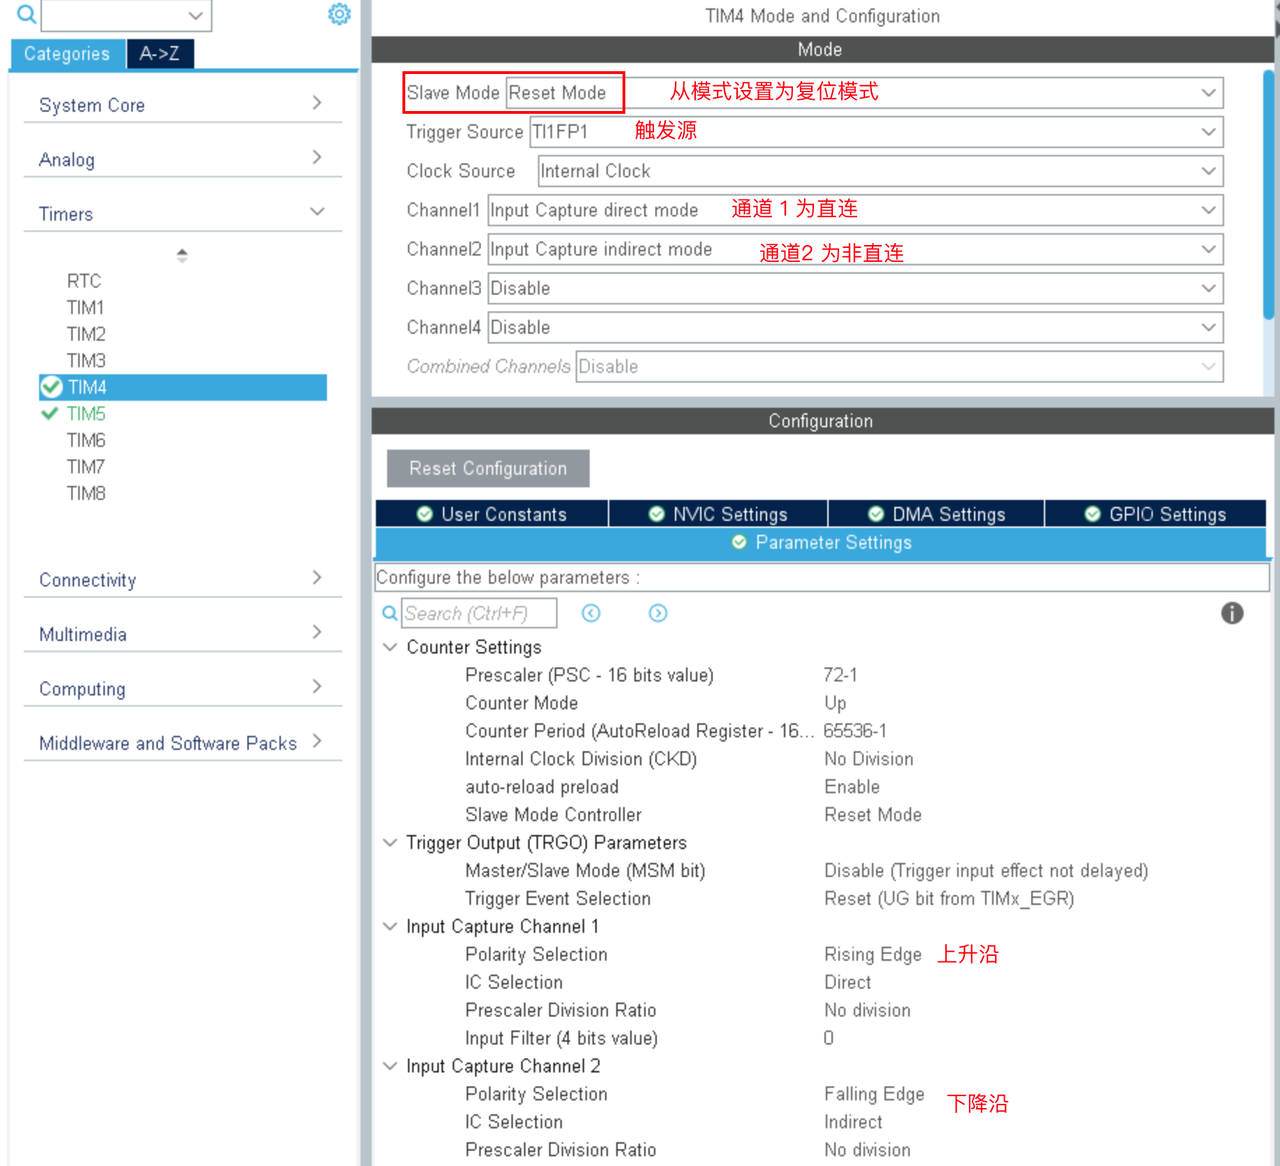 Categories
A->Z
System Core
Analog
Timers
RTC
TIM1
TIM2
TIM3
TIM4
TIM5
TIM6
TIM7
TIM8
Connectivity
Multimedia
Computing
Middleware and Software Packs
TIM4 Mode and Configuration
Mode
Slave Mode Reset Mode 从模式设置为复位模式
Trigger Source TI1FP1 触发源
Clock Source Internal Clock
Channel1 Input Capture direct mode 通道 1 为直连
Channel2 Input Capture indirect mode 通道2 为非直连
Channel3 Disable
Channel4 Disable
Combined Channels Disable
Configuration
Reset Configuration
User Constants NVIC Settings DMA Settings GPIO Settings
Parameter Settings
Configure the below parameters :
Search (Ctrl+F)
Counter Settings
Prescaler (PSC - 16 bits value) 72-1
Counter Mode Up
Counter Period (AutoReload Register - 16... 65536-1
Internal Clock Division (CKD) No Division
auto-reload preload Enable
Slave Mode Controller Reset Mode
Trigger Output (TRGO) Parameters
Master/Slave Mode (MSM bit) Disable (Trigger input effect not delayed)
Trigger Event Selection Reset (UG bit from TIMx_EGR)
Input Capture Channel 1
Polarity Selection Rising Edge 上升沿
IC Selection Direct
Prescaler Division Ratio No division
Input Filter (4 bits value) 0
Input Capture Channel 2
Polarity Selection Falling Edge 下降沿
IC Selection Indirect
Prescaler Division Ratio No division